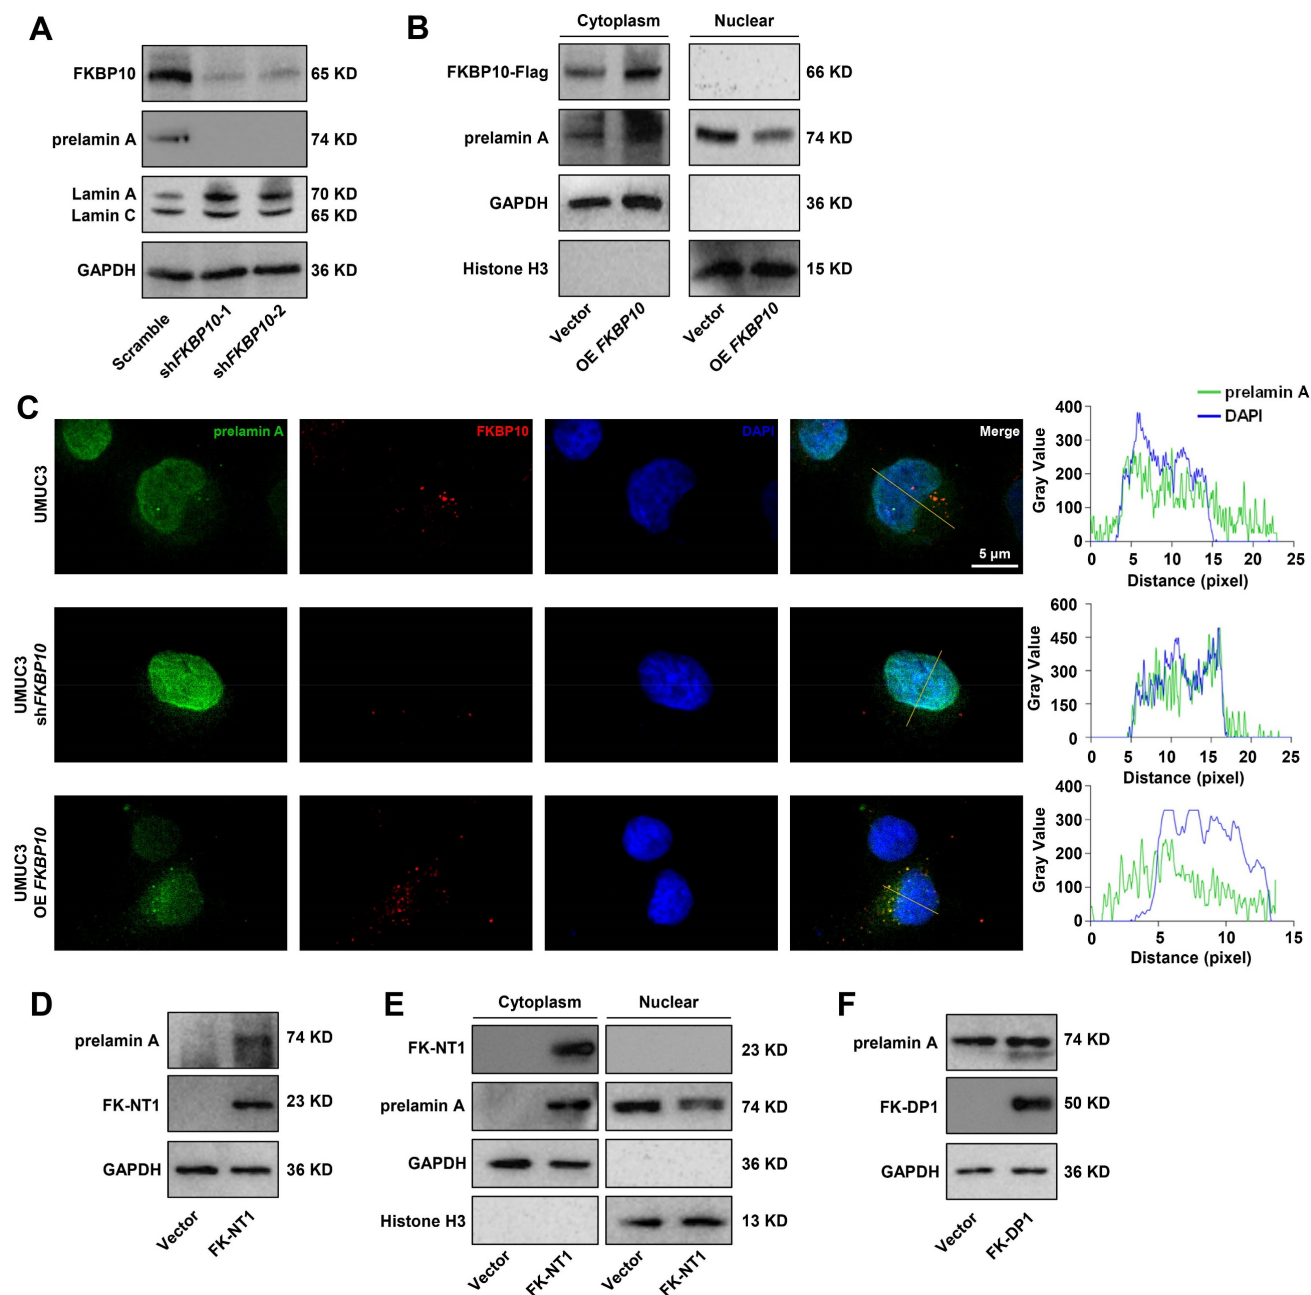 A
FKBP10 65 KD
prelamin A 74 KD
Lamin A 70 KD
Lamin C 65 KD
GAPDH 36 KD
Scramble shFKBP10-1 shFKBP10-2
B
Cytoplasm Nuclear
FKBP10-Flag 66 KD
prelamin A 74 KD
GAPDH 36 KD
Histone H3 15 KD
Vector OE FKBP10 Vector OE FKBP10
C
UMUC3
prelamin A FKBP10 DAPI Merge
5 µm
prelamin A
DAPI
Gray Value
400
300
200
100
0
0 5 10 15 20 25
Distance (pixel)
UMUC3
shFKBP10
Gray Value
600
450
300
150
0
0 5 10 15 20 25
Distance (pixel)
UMUC3
OE FKBP10
Gray Value
400
300
200
100
0
0 5 10 15
Distance (pixel)
D
prelamin A 74 KD
FK-NT1 23 KD
GAPDH 36 KD
Vector FK-NT1
E
Cytoplasm Nuclear
FK-NT1 23 KD
prelamin A 74 KD
GAPDH 36 KD
Histone H3 13 KD
Vector FK-NT1 Vector FK-NT1
F
prelamin A 74 KD
FK-DP1 50 KD
GAPDH 36 KD
Vector FK-DP1